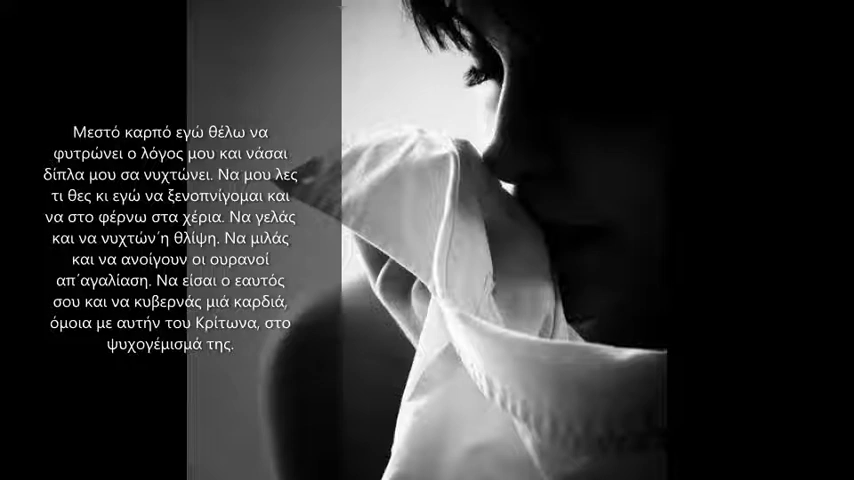 Μεστό καρπό εγώ θέλω να
φυτρώνει ο λόγος μου και νάσαι
δίπλα μου σα νυχτώνει. Να μου λες
τι θες κι εγώ να ξενοπνίγομαι και
να στο φέρνω στα χέρια. Να γελάς
και να νυχτών΄η θλίψη. Να μιλάς
και να ανοίγουν οι ουρανοί
απ΄αγαλίαση. Να είσαι ο εαυτός
σου και να κυβερνάς μιά καρδιά,
όμοια με αυτήν του Κρίτωνα, στο
ψυχογέμισμά της.